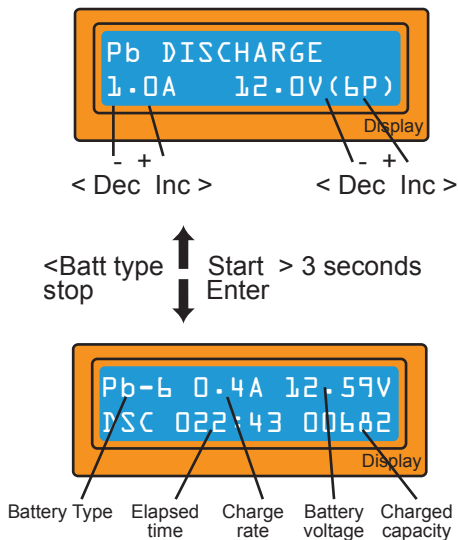 Pb DISCHARGE
1.0A 12.0V(6P)
Display
- + - +
< Dec Inc > < Dec Inc >
<Batt type Start > 3 seconds
stop Enter
Pb-6 0.4A 12.59V
DSC 022:43 00682
Display
Battery Type Elapsed Charge Battery Charged
time rate voltage capacity